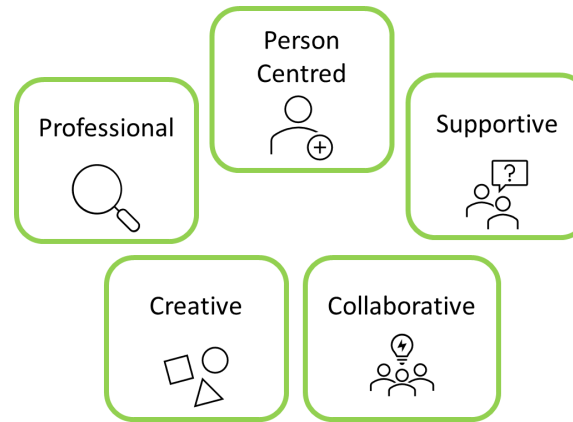 Person
Centred
Professional
Supportive
?
Creative
Collaborative